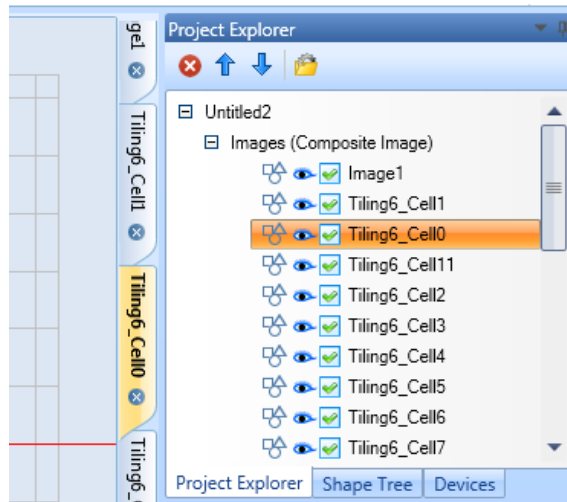 ge1
Tiling6_Cell1
Tiling6_Cell0
Tiling6_
Project Explorer
Untitled2
Images (Composite Image)
Image1
Tiling6_Cell1
Tiling6_Cell0
Tiling6_Cell11
Tiling6_Cell2
Tiling6_Cell3
Tiling6_Cell4
Tiling6_Cell5
Tiling6_Cell6
Tiling6_Cell7
Project Explorer Shape Tree Devices